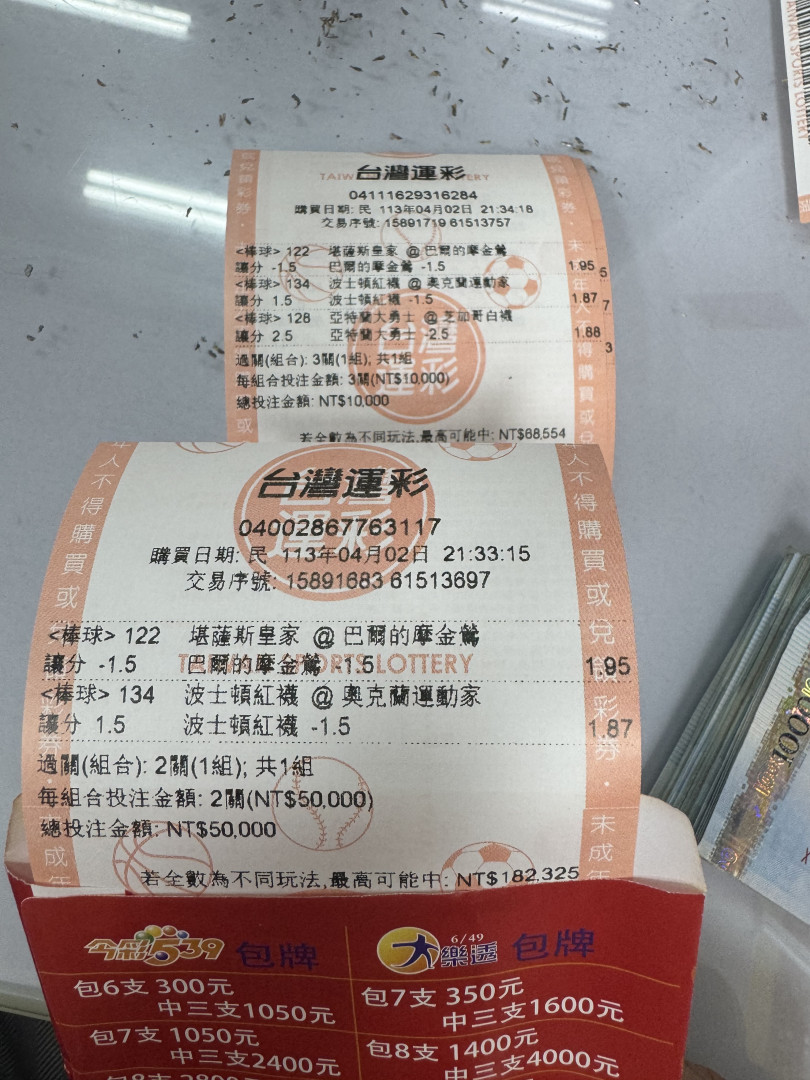 台灣運彩
04111629316284
購買日期: 民 113年04月02日 21:34:18
交易序號: 15891719 61513757
<棒球> 122 堪薩斯皇家 @ 巴爾的摩金鶯
讓分 -1.5 巴爾的摩金鶯 -1.5 1.95
<棒球> 134 波士頓紅襪 @ 奧克蘭運動家
讓分 1.5 波士頓紅襪 -1.5 1.87
<棒球> 128 亞特蘭大勇士 @ 芝加哥白襪
讓分 2.5 亞特蘭大勇士 -2.5 1.88
過關(組合): 3關(1組); 共1組
每組合投注金額: 3關(NT$10,000)
總投注金額: NT$10,000
若全數為不同玩法,最高可能中: NT$68,554
台灣運彩
04002867763117
購買日期: 民 113年04月02日 21:33:15
交易序號: 15891683 61513697
<棒球> 122 堪薩斯皇家 @ 巴爾的摩金鶯
讓分 -1.5 巴爾的摩金鶯 -1.5 1.95
TAIWAN SPORTS LOTTERY
<棒球> 134 波士頓紅襪 @ 奧克蘭運動家
讓分 1.5 波士頓紅襪 -1.5 1.87
過關(組合): 2關(1組); 共1組
每組合投注金額: 2關(NT$50,000)
總投注金額: NT$50,000
若全數為不同玩法,最高可能中: NT$182,325
人不得購買或
人不得購買或兌
彩券・未成年
今彩539 包牌
包6支 300元
中三支1050元
包7支 1050元
中三支2400元
6/49
大樂透 包牌
包7支 350元
中三支1600元
包8支 1400元
中三支4000元